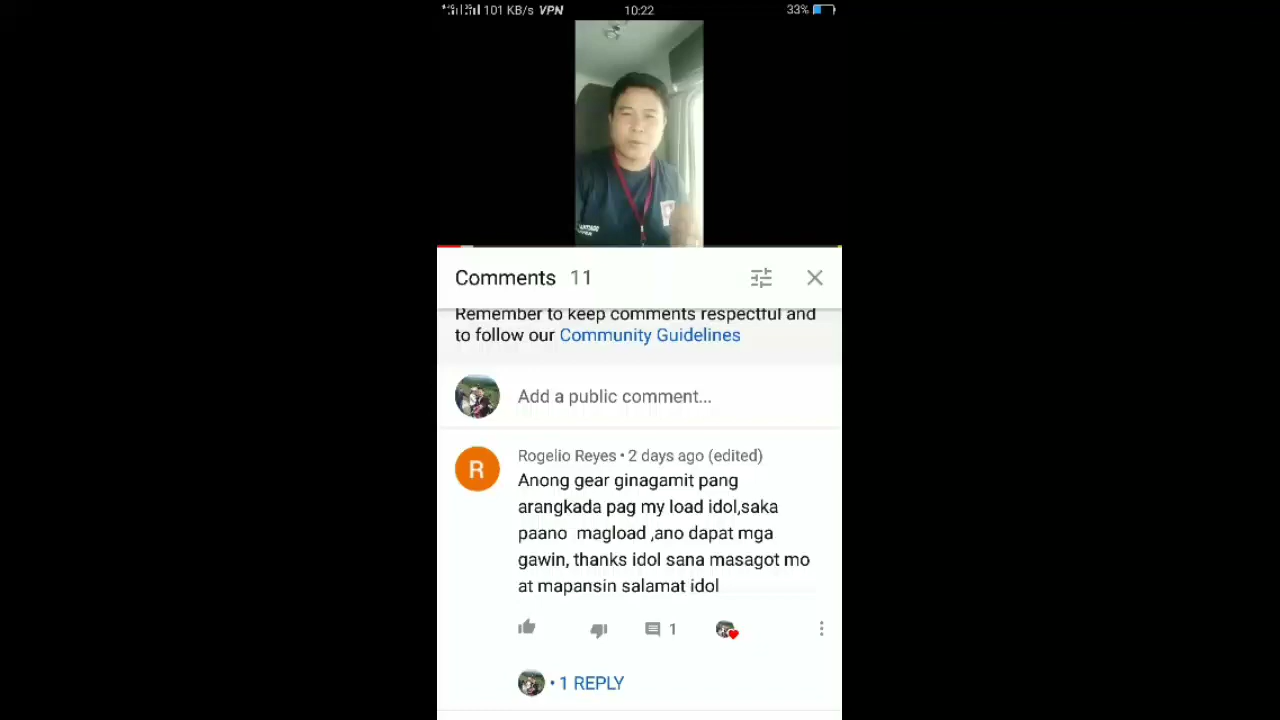 101 KB/s VPN 10:22 33%
Comments 11
Remember to keep comments respectful and
to follow our Community Guidelines
Add a public comment...
R
Rogelio Reyes • 2 days ago (edited)
Anong gear ginagamit pang
arangkada pag my load idol,saka
paano magload ,ano dapat mga
gawin, thanks idol sana masagot mo
at mapansin salamat idol
1
• 1 REPLY